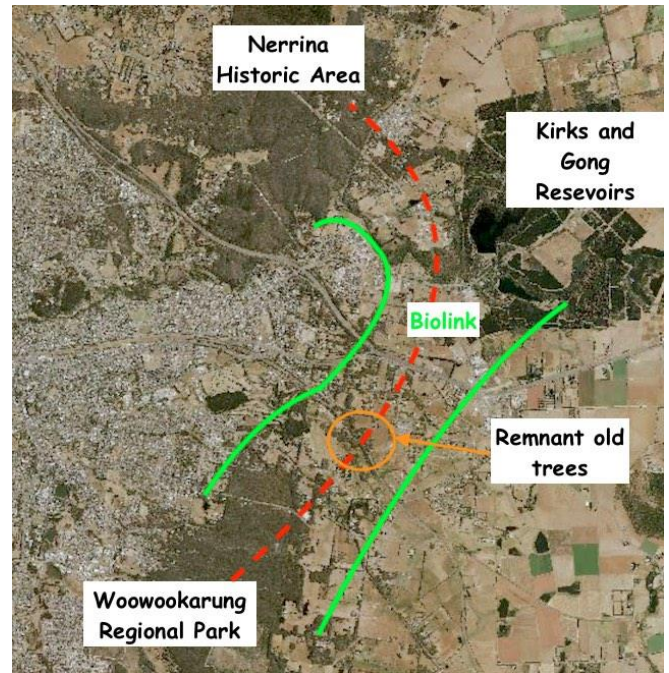 Nerrina
Historic Area
Kirks and
Gong
Resevoirs
Biolink
Remnant old
trees
Woowookarung
Regional Park